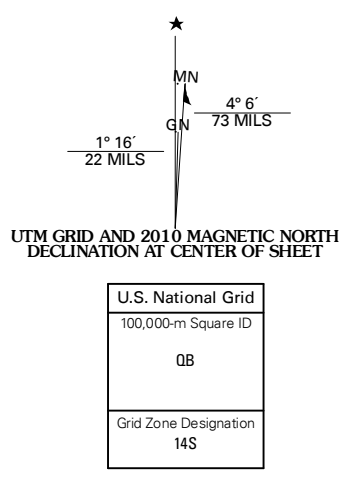 MN
4° 6´
73 MILS
GN
1° 16´
22 MILS
UTM GRID AND 2010 MAGNETIC NORTH
DECLINATION AT CENTER OF SHEET
U.S. National Grid
100,000-m Square ID
QB
Grid Zone Designation
14S